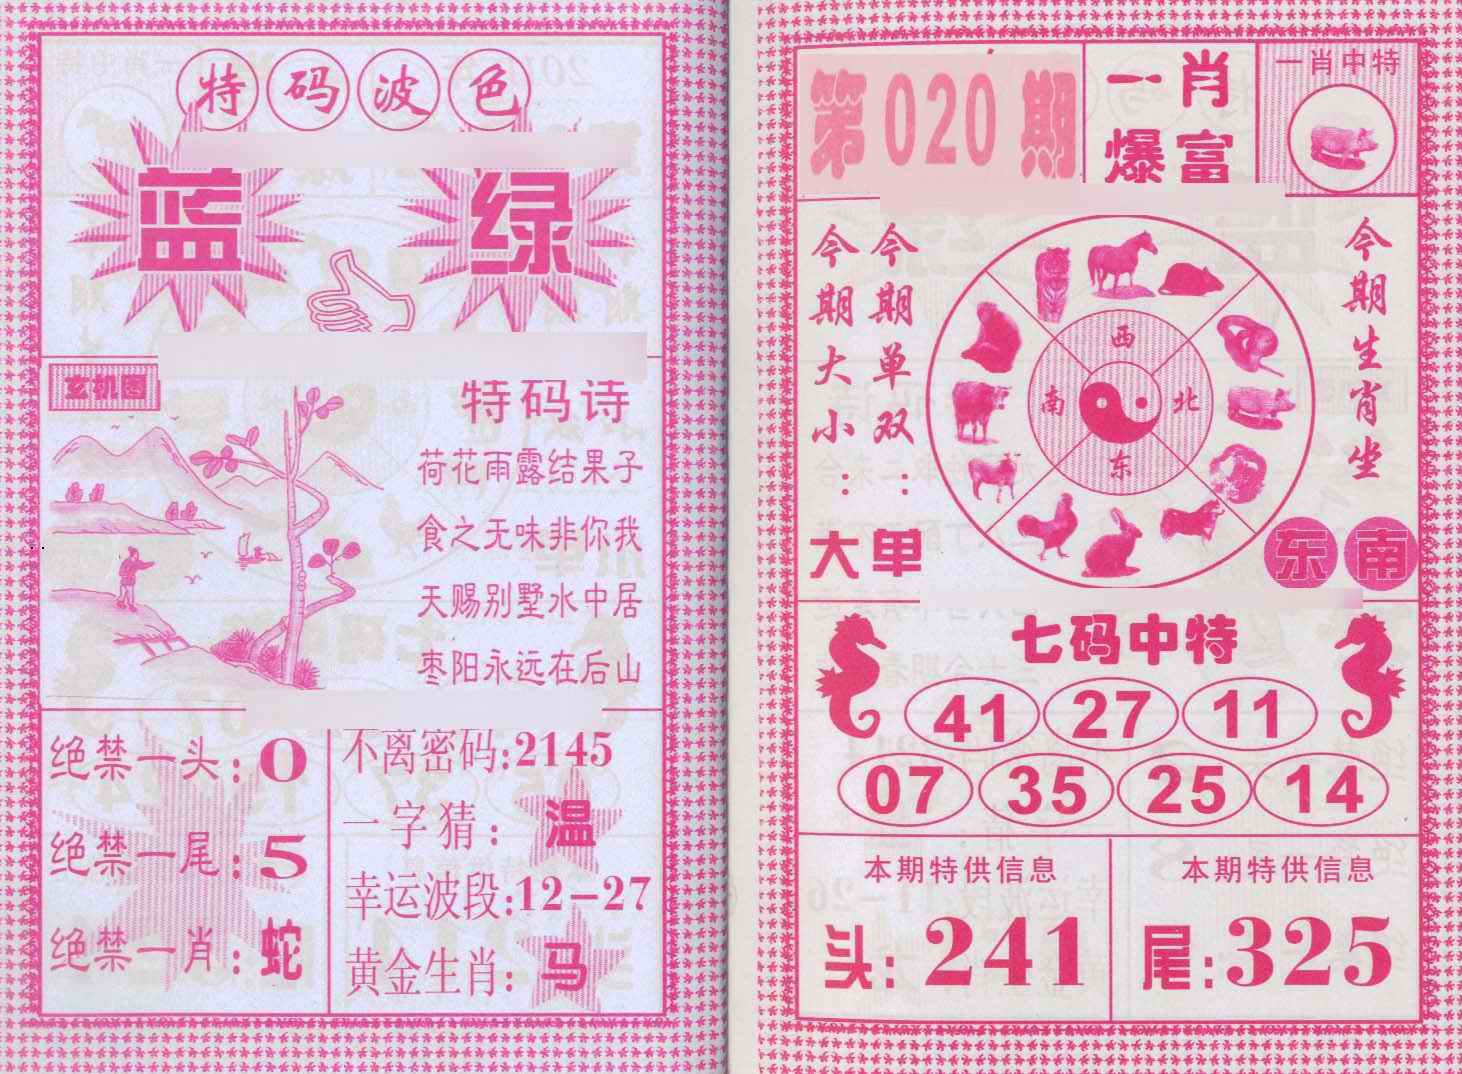 特码波色
蓝 绿
玄机图
特码诗
荷花雨露结果子
食之无味非你我
天赐别墅水中居
枣阳永远在后山
绝禁一头:0
绝禁一尾:5
绝禁一肖:蛇
不离密码:2145
一字猜:温
幸运波段:12-27
黄金生肖:马
第020期
一肖
爆富
一肖中特
今期大小:
大
今期单双:
单
西
南 北
东
今期生肖坐
东南
七码中特
41 27 11
07 35 25 14
本期特供信息
头:241
本期特供信息
尾:325